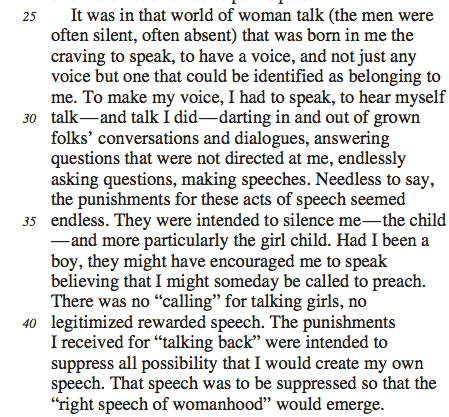 25 It was in that world of woman talk (the men were
often silent, often absent) that was born in me the
craving to speak, to have a voice, and not just any
voice but one that could be identified as belonging to
me. To make my voice, I had to speak, to hear myself
30 talk—and talk I did—darting in and out of grown
folks’ conversations and dialogues, answering
questions that were not directed at me, endlessly
asking questions, making speeches. Needless to say,
the punishments for these acts of speech seemed
35 endless. They were intended to silence me—the child
—and more particularly the girl child. Had I been a
boy, they might have encouraged me to speak
believing that I might someday be called to preach.
There was no “calling” for talking girls, no
40 legitimized rewarded speech. The punishments
I received for “talking back” were intended to
suppress all possibility that I would create my own
speech. That speech was to be suppressed so that the
“right speech of womanhood” would emerge.